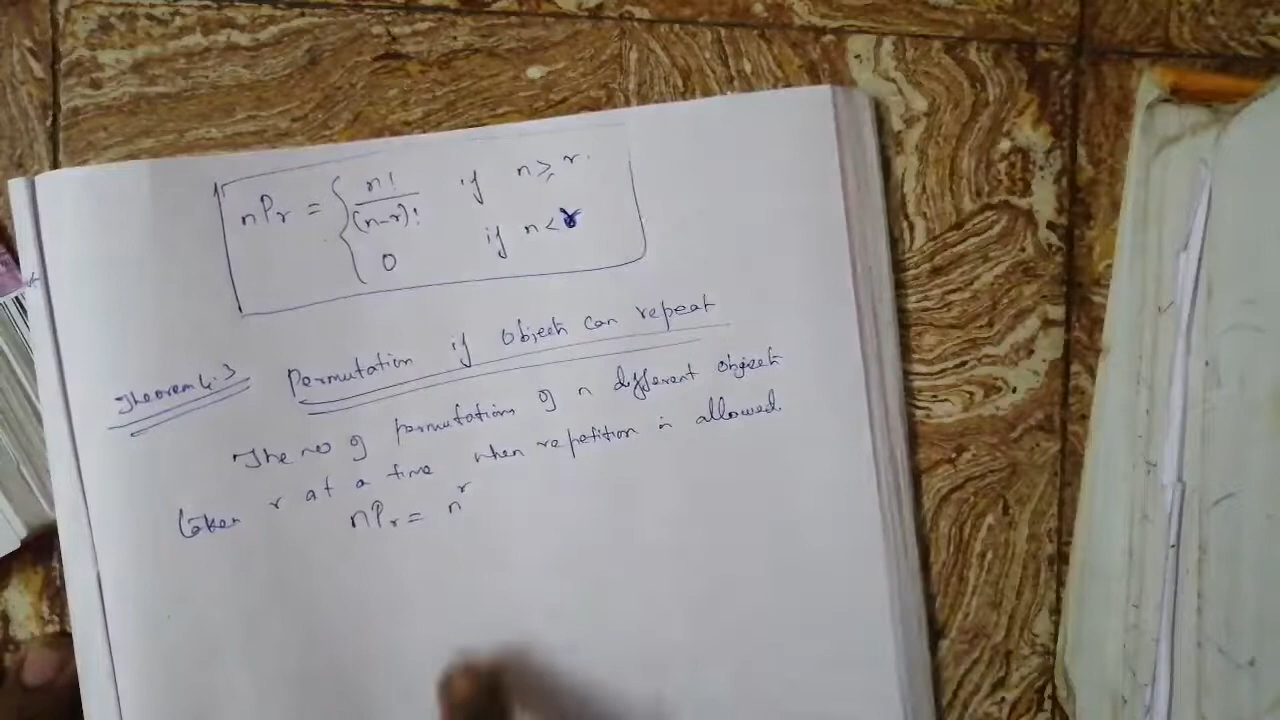 nPr = { n! / (n-r)! if n ≥ r.
0 if n < r
Theorem 4.3 Permutation if object can repeat
The no of permutations of n different objects
taken r at a time when repetition is allowed.
nPr = n^r